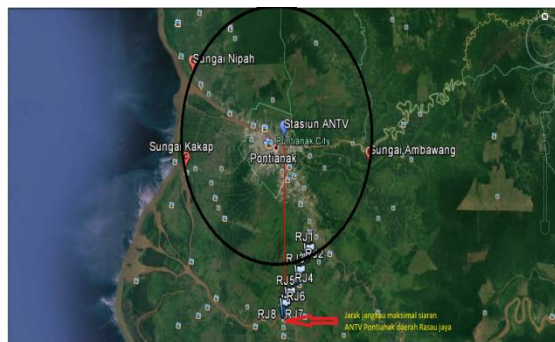 Sungai Nipah
Stasiun ANTV
Pontianak City
Sungai Kakap
Pontianak
Sungai Ambawang
RJ1
RJ2
RJ4
RJ5
RJ6
RJ8 RJ7
Jarak jangkau maksimal siaran
ANTV Pontianak daerah Rasau jaya
N